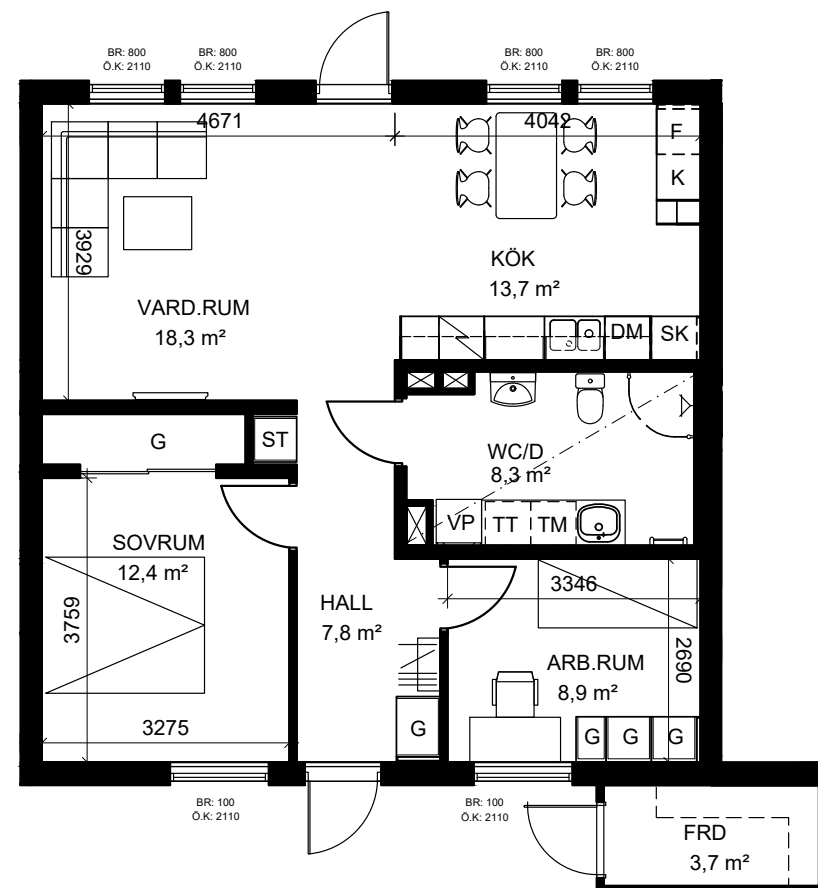 BR: 800
Ö.K: 2110
BR: 800
Ö.K: 2110
BR: 800
Ö.K: 2110
BR: 800
Ö.K: 2110
4671
4042
F
K
3929
KÖK
13,7 m²
VARD.RUM
18,3 m²
DM
SK
G
ST
WC/D
8,3 m²
VP
TT
TM
SOVRUM
12,4 m²
3759
HALL
7,8 m²
3346
2690
ARB.RUM
8,9 m²
3275
G
G
G
G
BR: 100
Ö.K: 2110
BR: 100
Ö.K: 2110
FRD
3,7 m²